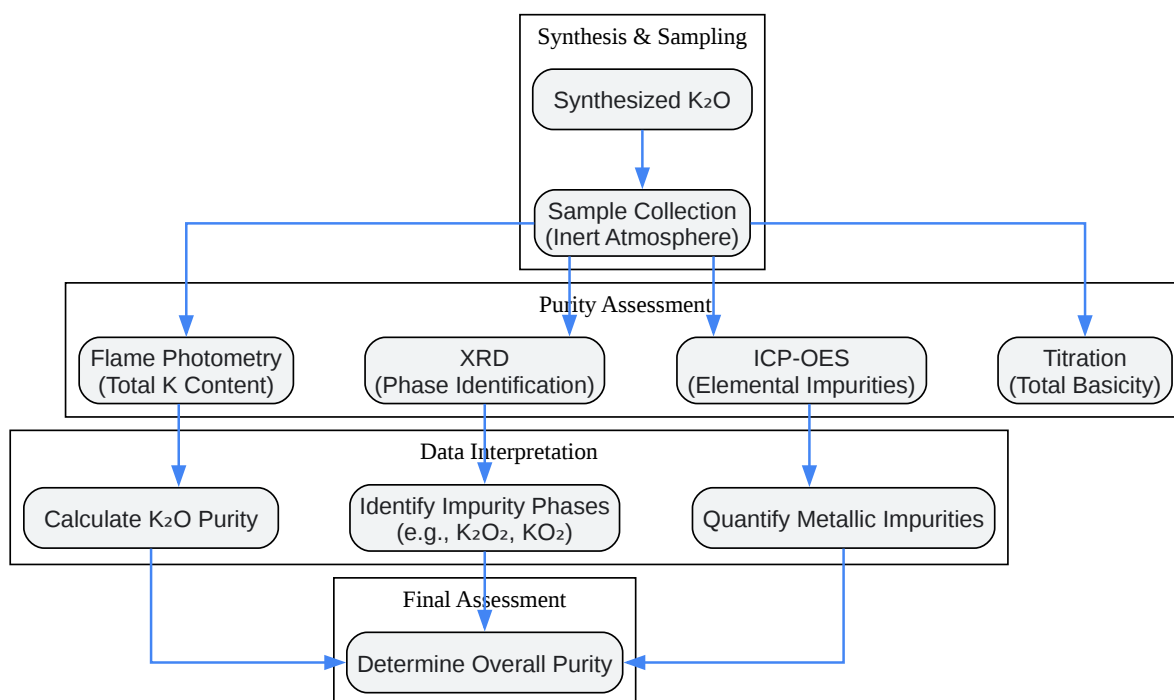 Synthesis & Sampling
Synthesized K₂O
Sample Collection
(Inert Atmosphere)
Purity Assessment
Flame Photometry
(Total K Content)
XRD
(Phase Identification)
ICP-OES
(Elemental Impurities)
Titration
(Total Basicity)
Data Interpretation
Calculate K₂O Purity
Identify Impurity Phases
(e.g., K₂O₂, KO₂)
Quantify Metallic Impurities
Final Assessment
Determine Overall Purity